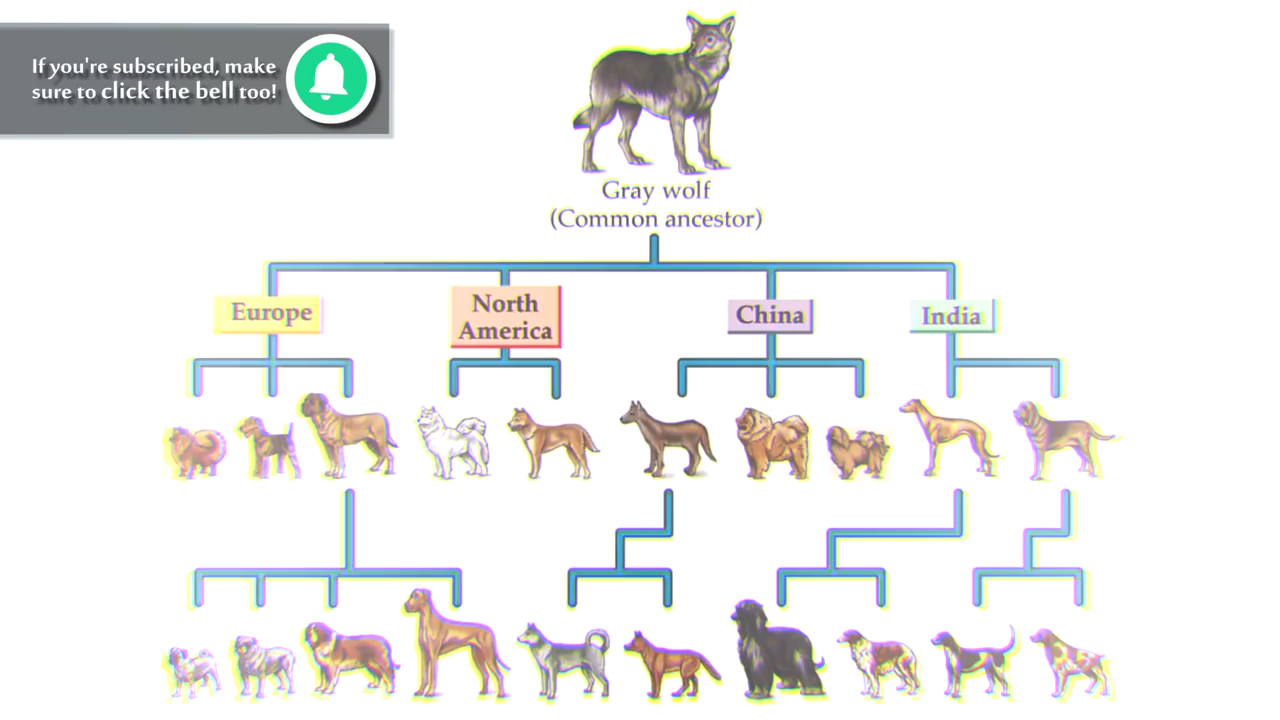 If you're subscribed, make
sure to click the bell too!
Gray wolf
(Common ancestor)
Europe
North
America
China
India